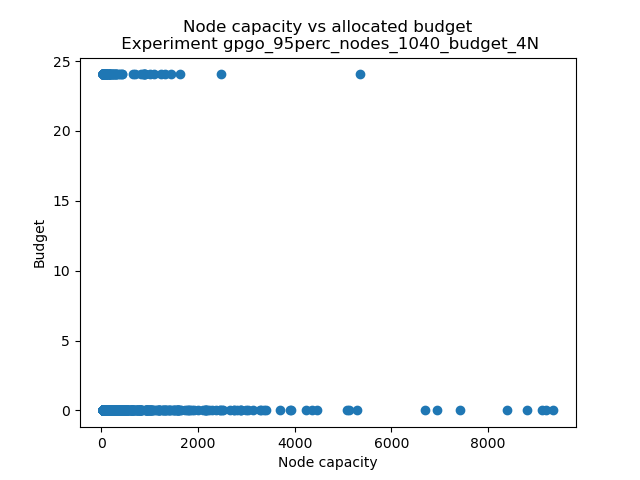 Node capacity vs allocated budget
Experiment gpgo_95perc_nodes_1040_budget_4N
25
20
15
10
5
0
Budget
0 2000 4000 6000 8000
Node capacity